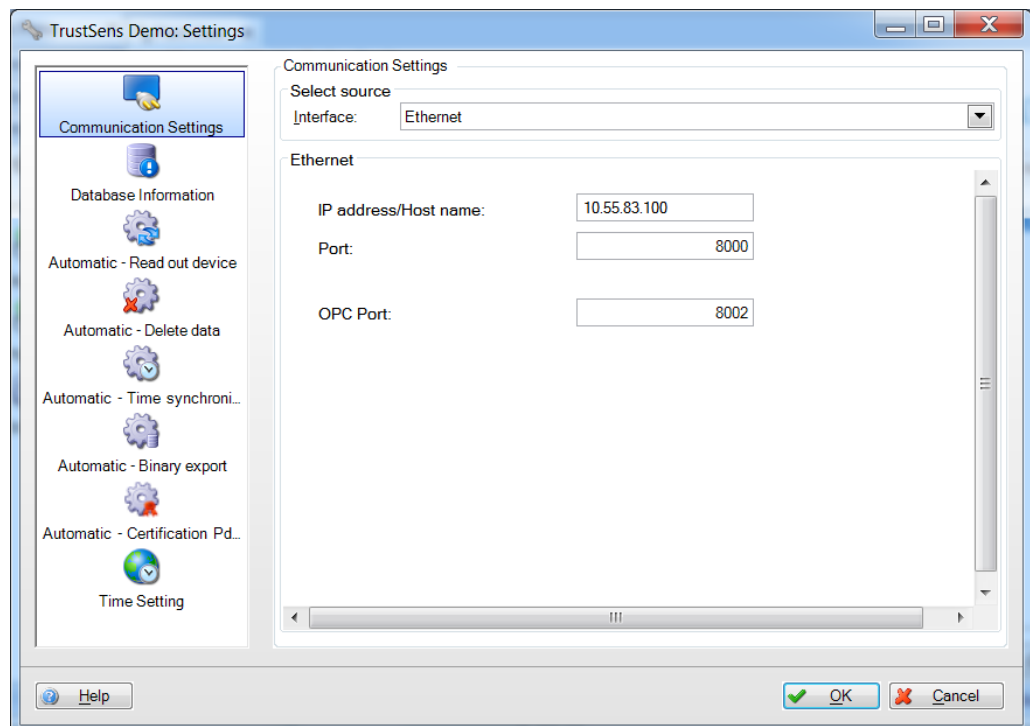 TrustSens Demo: Settings
Communication Settings
Database Information
Automatic - Read out device
Automatic - Delete data
Automatic - Time synchroni...
Automatic - Binary export
Automatic - Certification Pd...
Time Setting
Communication Settings
Select source
Interface: Ethernet
Ethernet
IP address/Host name: 10.55.83.100
Port: 8000
OPC Port: 8002
Help OK Cancel